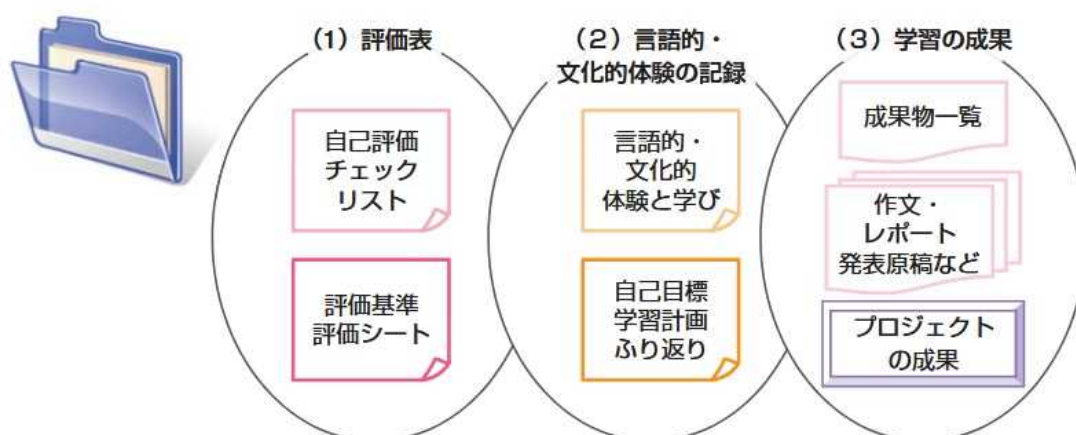 （1）評価表
自己評価
チェック
リスト
評価基準
評価シート
（2）言語的・
文化的体験の記録
言語的・
文化的
体験と学び
自己目標
学習計画
ふり返り
（3）学習の成果
成果物一覧
作文・
レポート
発表原稿など
プロジェクト
の成果